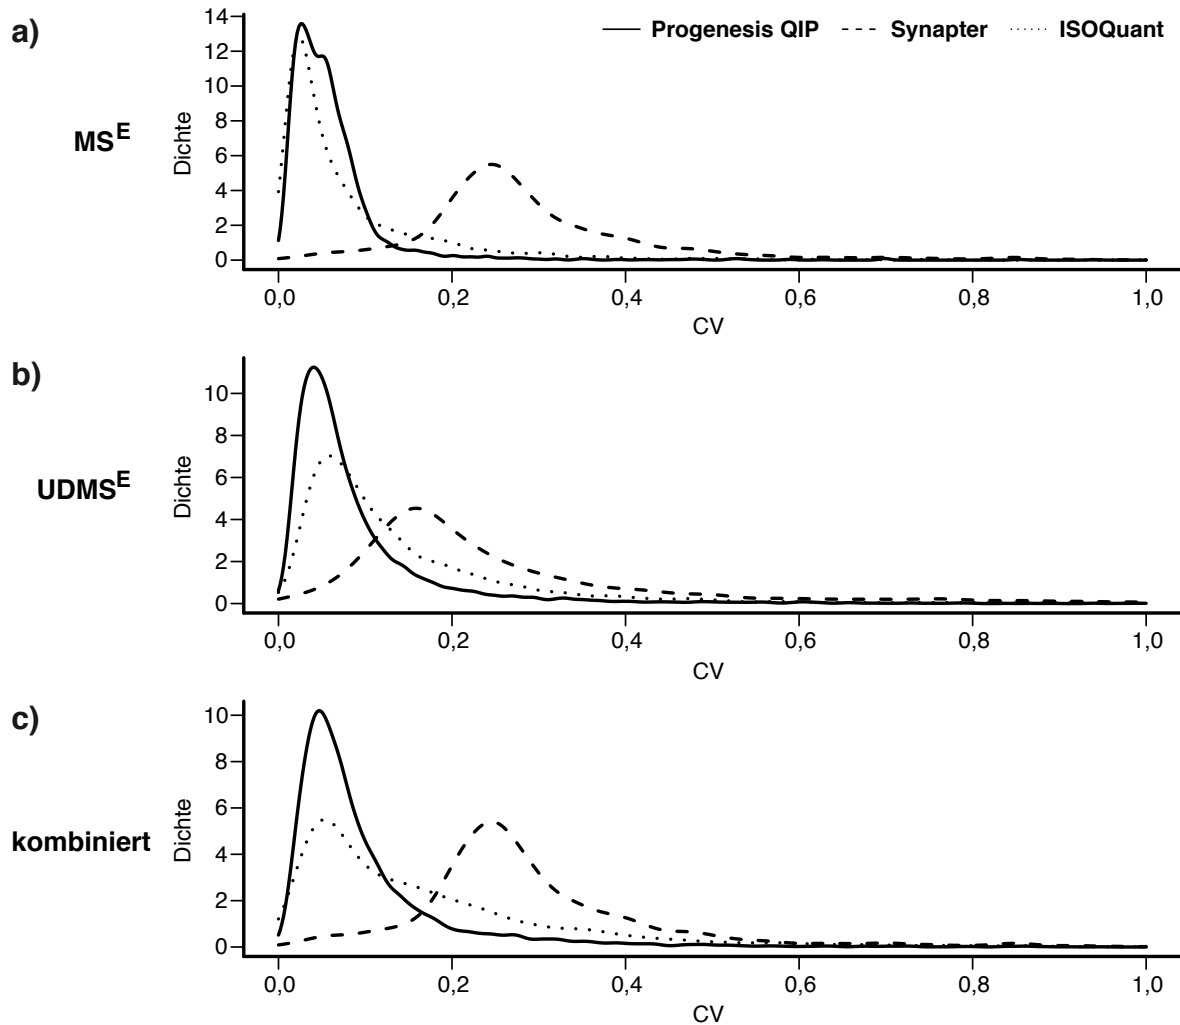 a)
Progenesis QIP Synapter ISOQuant
MSᴱ
Dichte
14
12
10
8
6
4
2
0
0,0 0,2 0,4 0,6 0,8 1,0
CV
b)
UDMSᴱ
Dichte
10
8
6
4
2
0
0,0 0,2 0,4 0,6 0,8 1,0
CV
c)
kombiniert
Dichte
10
8
6
4
2
0
0,0 0,2 0,4 0,6 0,8 1,0
CV